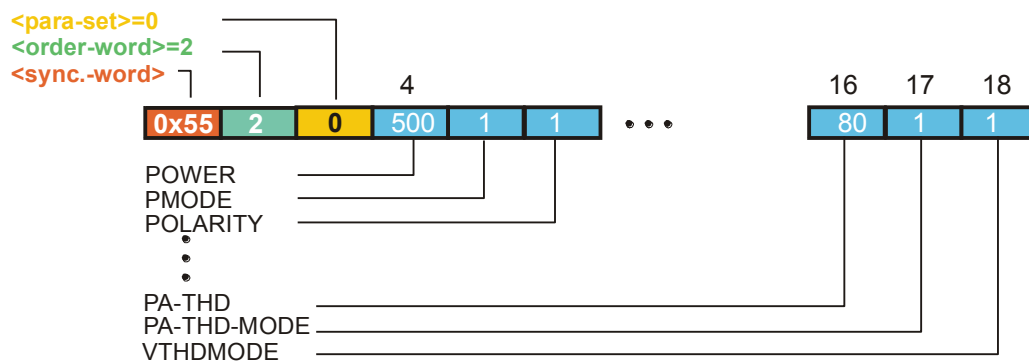 <para-set>=0
<order-word>=2
<sync.-word>
4 16 17 18
0x55 2 0 500 1 1 80 1 1
POWER
PMODE
POLARITY
PA-THD
PA-THD-MODE
VTHDMODE